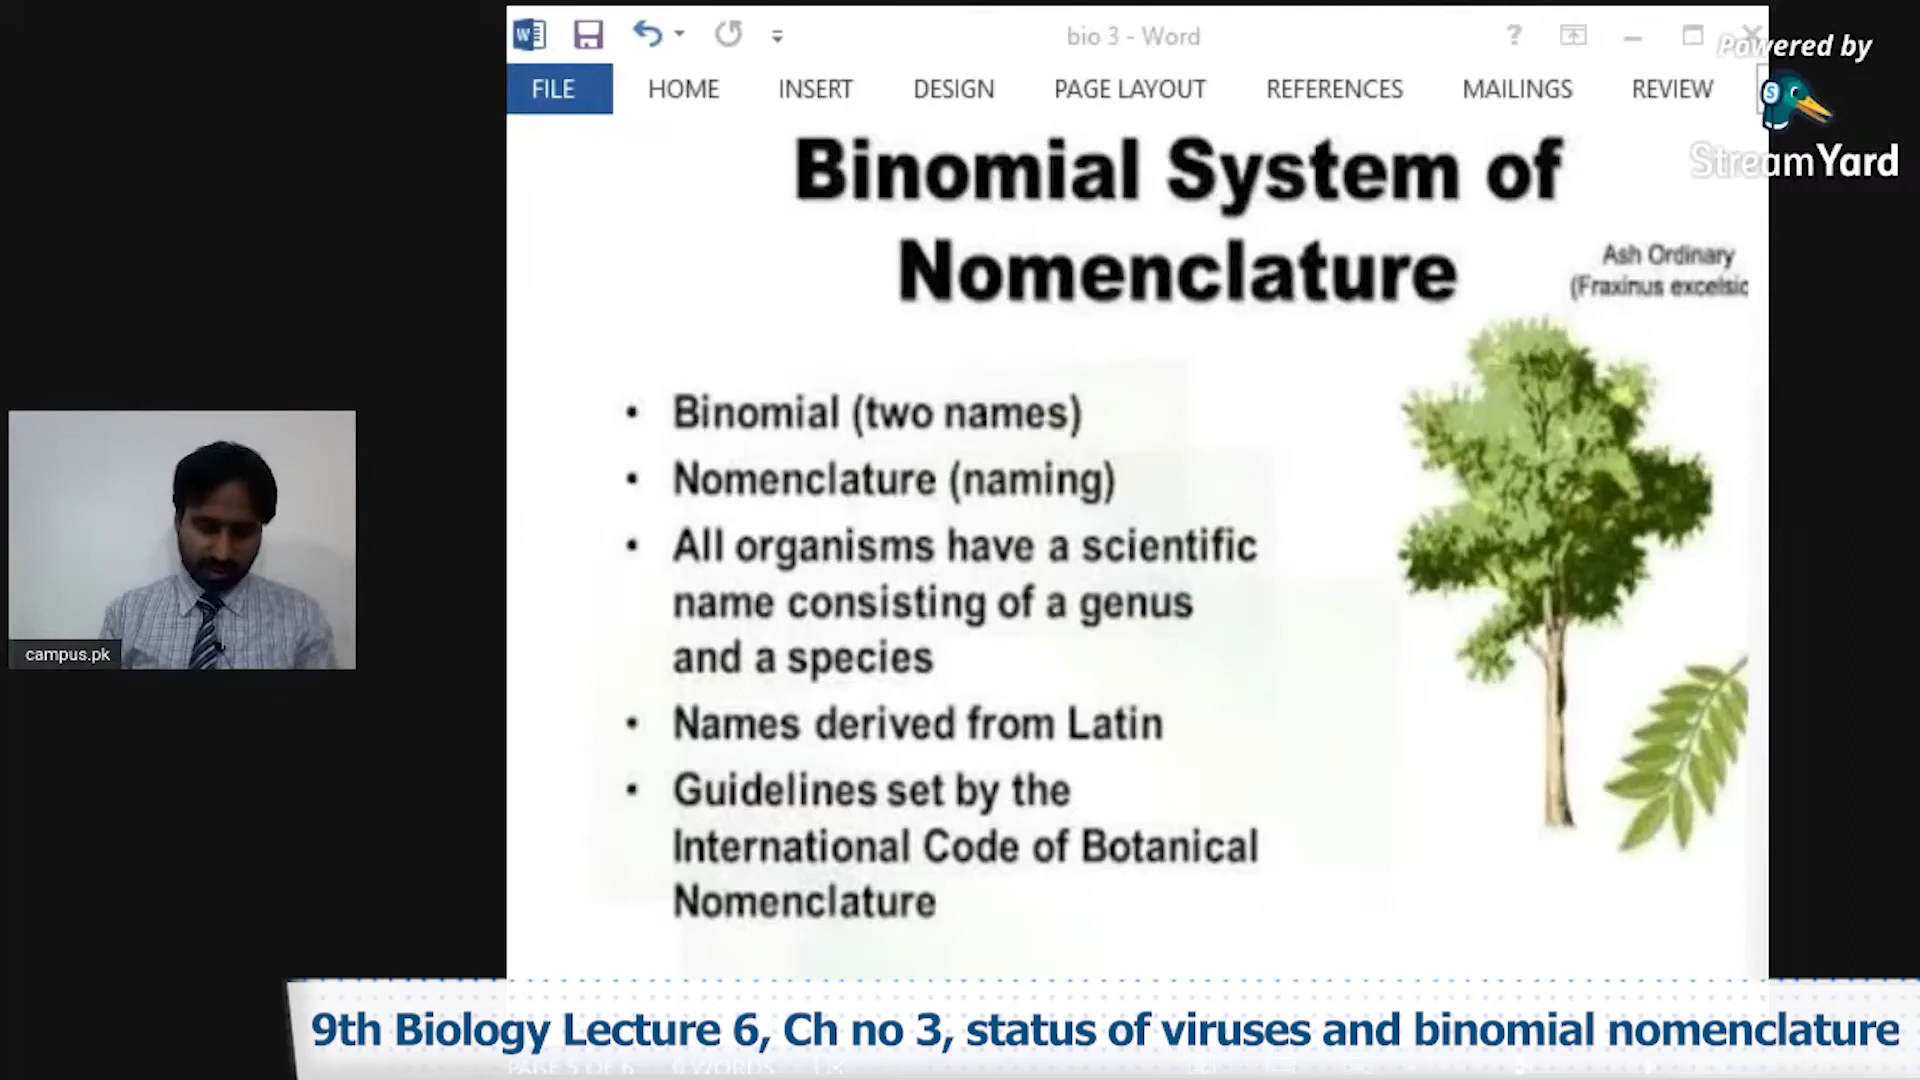 bio 3 - Word
Powered by
FILE HOME INSERT DESIGN PAGE LAYOUT REFERENCES MAILINGS REVIEW
StreamYard
Binomial System of
Nomenclature
Ash Ordinary
(Fraxinus excelsio
• Binomial (two names)
• Nomenclature (naming)
• All organisms have a scientific
name consisting of a genus
and a species
• Names derived from Latin
• Guidelines set by the
International Code of Botanical
Nomenclature
campus.pk
9th Biology Lecture 6, Ch no 3, status of viruses and binomial nomenclature